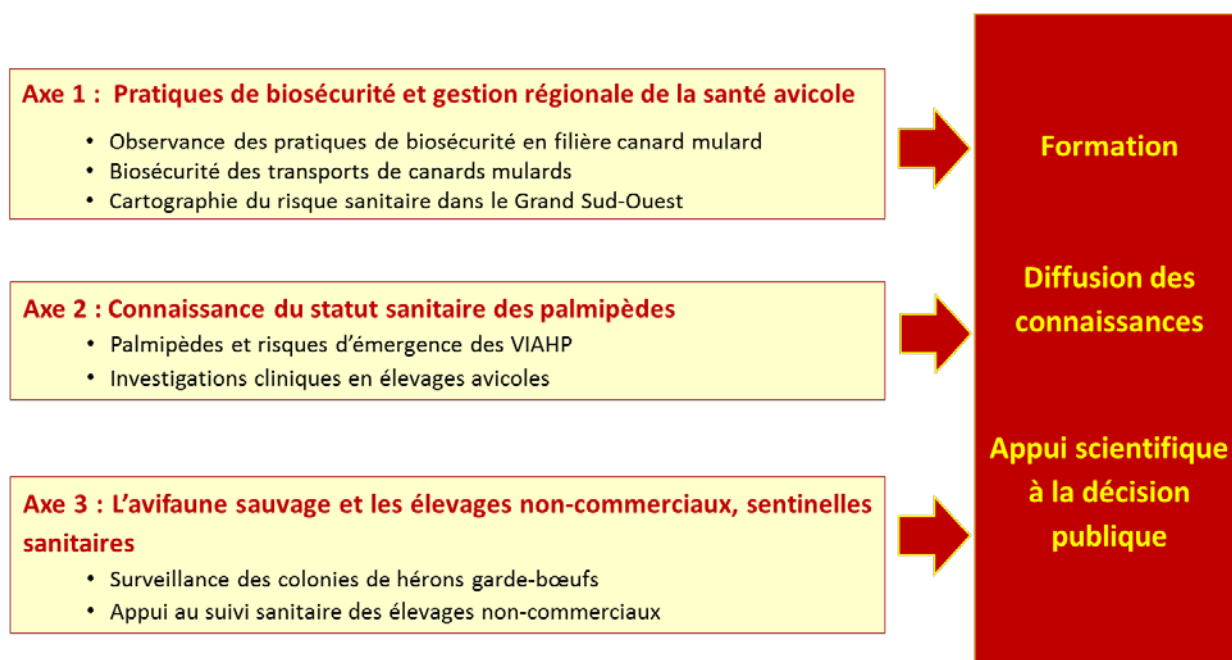 Axe 1 : Pratiques de biosécurité et gestion régionale de la santé avicole
• Observance des pratiques de biosécurité en filière canard mulard
• Biosécurité des transports de canards mulards
• Cartographie du risque sanitaire dans le Grand Sud-Ouest
Axe 2 : Connaissance du statut sanitaire des palmipèdes
• Palmipèdes et risques d'émergence des VIAHP
• Investigations cliniques en élevages avicoles
Axe 3 : L'avifaune sauvage et les élevages non-commerciaux, sentinelles
sanitaires
• Surveillance des colonies de hérons garde-bœufs
• Appui au suivi sanitaire des élevages non-commerciaux
Formation
Diffusion des
connaissances
Appui scientifique
à la décision
publique